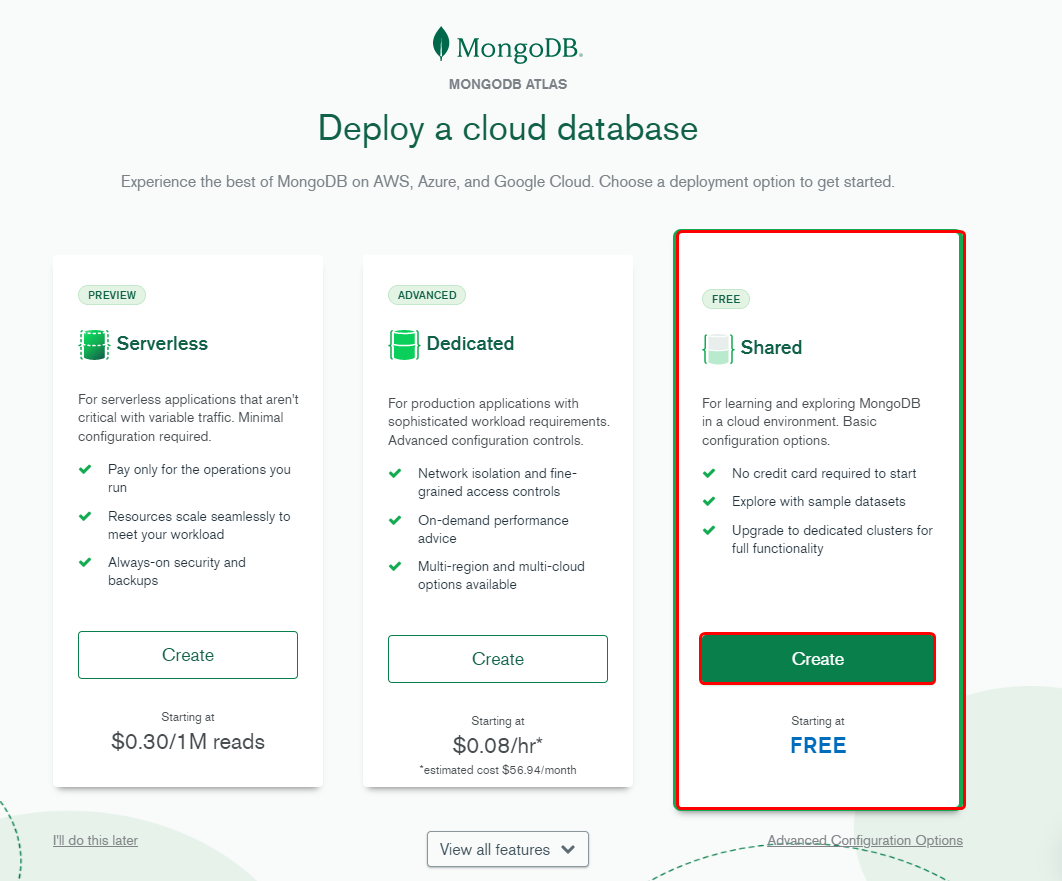 MongoDB®
MONGODB ATLAS
Deploy a cloud database
Experience the best of MongoDB on AWS, Azure, and Google Cloud. Choose a deployment option to get started.
PREVIEW
Serverless
For serverless applications that aren't
critical with variable traffic. Minimal
configuration required.
Pay only for the operations you
run
Resources scale seamlessly to
meet your workload
Always-on security and
backups
Create
Starting at
$0.30/1M reads
ADVANCED
Dedicated
For production applications with
sophisticated workload requirements.
Advanced configuration controls.
Network isolation and fine-
grained access controls
On-demand performance
advice
Multi-region and multi-cloud
options available
Create
Starting at
$0.08/hr*
*estimated cost $56.94/month
FREE
Shared
For learning and exploring MongoDB
in a cloud environment. Basic
configuration options.
No credit card required to start
Explore with sample datasets
Upgrade to dedicated clusters for
full functionality
Create
Starting at
FREE
I'll do this later
View all features
Advanced Configuration Options